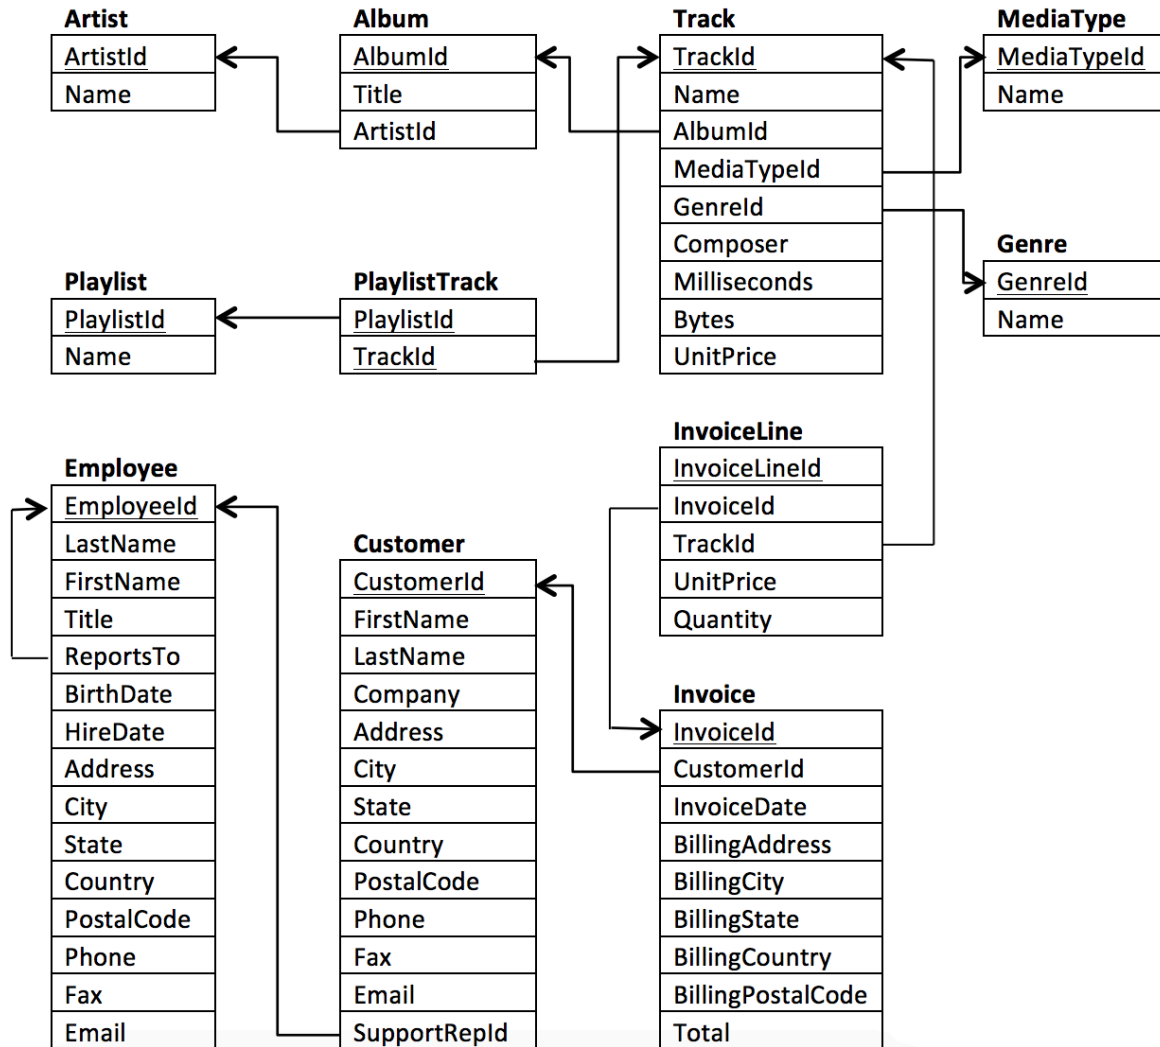 Artist
ArtistId
Name
Album
AlbumId
Title
ArtistId
Track
TrackId
Name
AlbumId
MediaTypeId
GenreId
Composer
Milliseconds
Bytes
UnitPrice
MediaType
MediaTypeId
Name
Genre
GenreId
Name
Playlist
PlaylistId
Name
PlaylistTrack
PlaylistId
TrackId
Employee
EmployeeId
LastName
FirstName
Title
ReportsTo
BirthDate
HireDate
Address
City
State
Country
PostalCode
Phone
Fax
Email
Customer
CustomerId
FirstName
LastName
Company
Address
City
State
Country
PostalCode
Phone
Fax
Email
SupportRepId
InvoiceLine
InvoiceLineId
InvoiceId
TrackId
UnitPrice
Quantity
Invoice
InvoiceId
CustomerId
InvoiceDate
BillingAddress
BillingCity
BillingState
BillingCountry
BillingPostalCode
Total